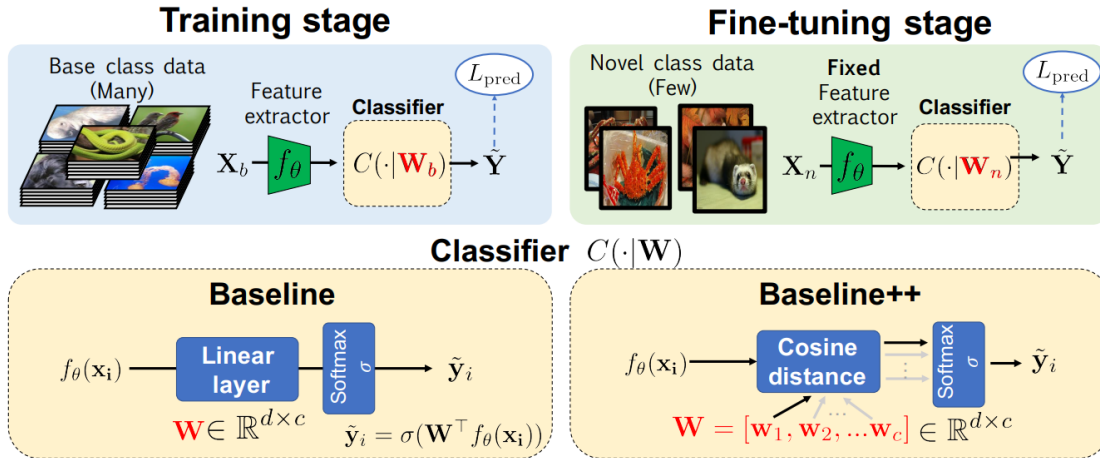 Training stage
Base class data
(Many)
Feature
extractor
Classifier
L_pred
X_b
f_θ
C(·|W_b)
Ỹ
Fine-tuning stage
Novel class data
(Few)
Fixed
Feature
extractor
Classifier
L_pred
X_n
f_θ
C(·|W_n)
Ỹ
Classifier C(·|W)
Baseline
f_θ(x_i)
Linear
layer
Softmax
σ
ỹ_i
W ∈ ℝ^{d×c}
ỹ_i = σ(W^⊤ f_θ(x_i))
Baseline++
f_θ(x_i)
Cosine
distance
Softmax
σ
ỹ_i
...
W = [w_1, w_2, ...w_c] ∈ ℝ^{d×c}